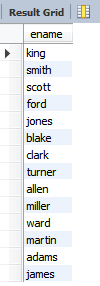 Result Grid
ename
king
smith
scott
ford
jones
blake
clark
turner
allen
miller
ward
martin
adams
james